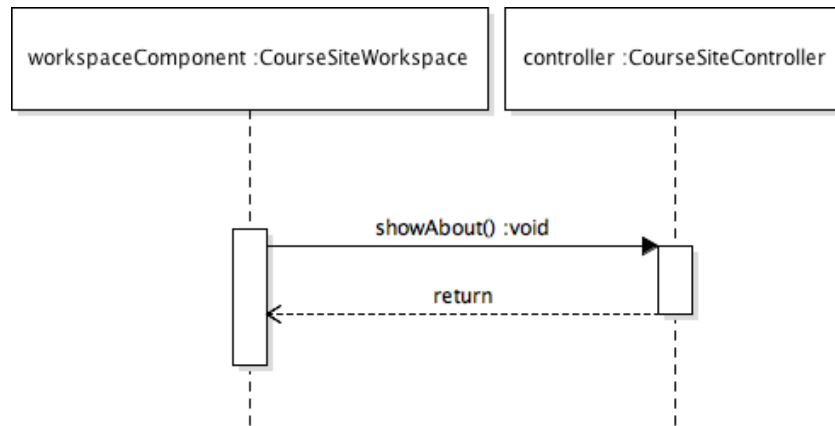 workspaceComponent :CourseSiteWorkspace
controller :CourseSiteController
showAbout() :void
return